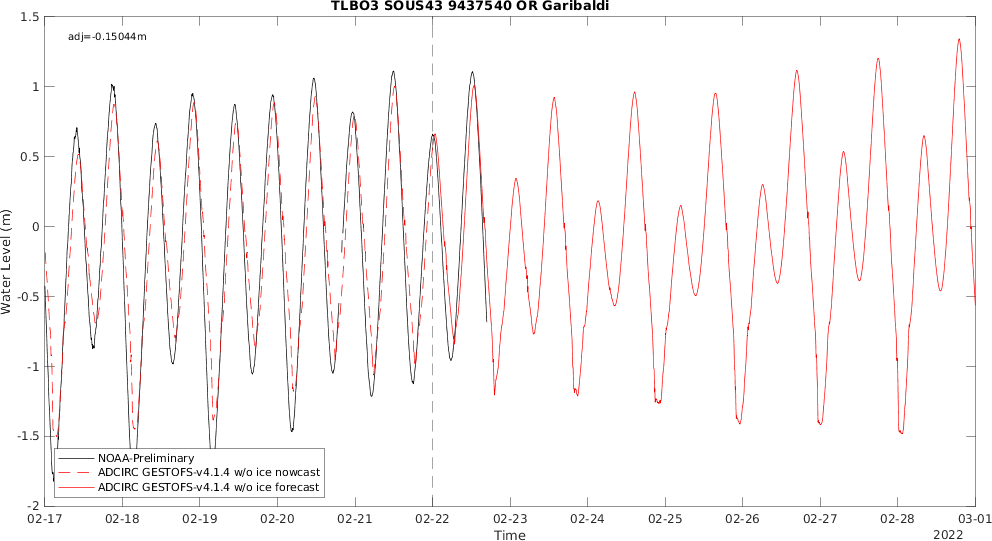 TLBO3 SOUS43 9437540 OR Garibaldi
adj=-0.15044m
1.5
1
0.5
0
-0.5
-1
-1.5
-2
Water Level (m)
NOAA-Preliminary
ADCIRC GESTOFS-v4.1.4 w/o ice nowcast
ADCIRC GESTOFS-v4.1.4 w/o ice forecast
02-17 02-18 02-19 02-20 02-21 02-22 02-23 02-24 02-25 02-26 02-27 02-28 03-01
Time
2022